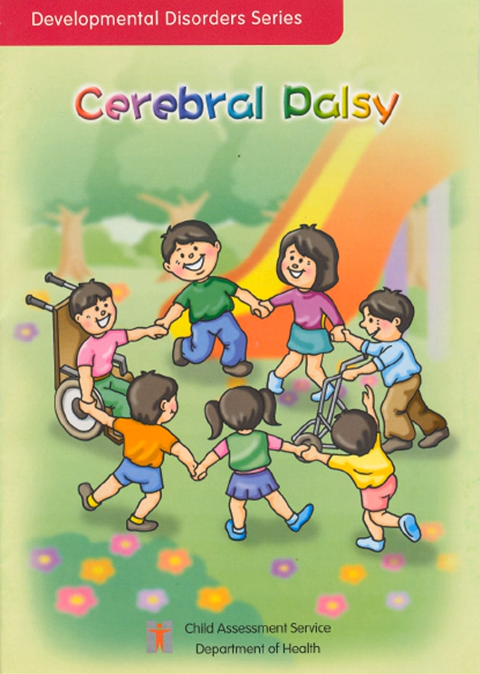 Developmental Disorders Series
Cerebral Palsy
Child Assessment Service
Department of Health